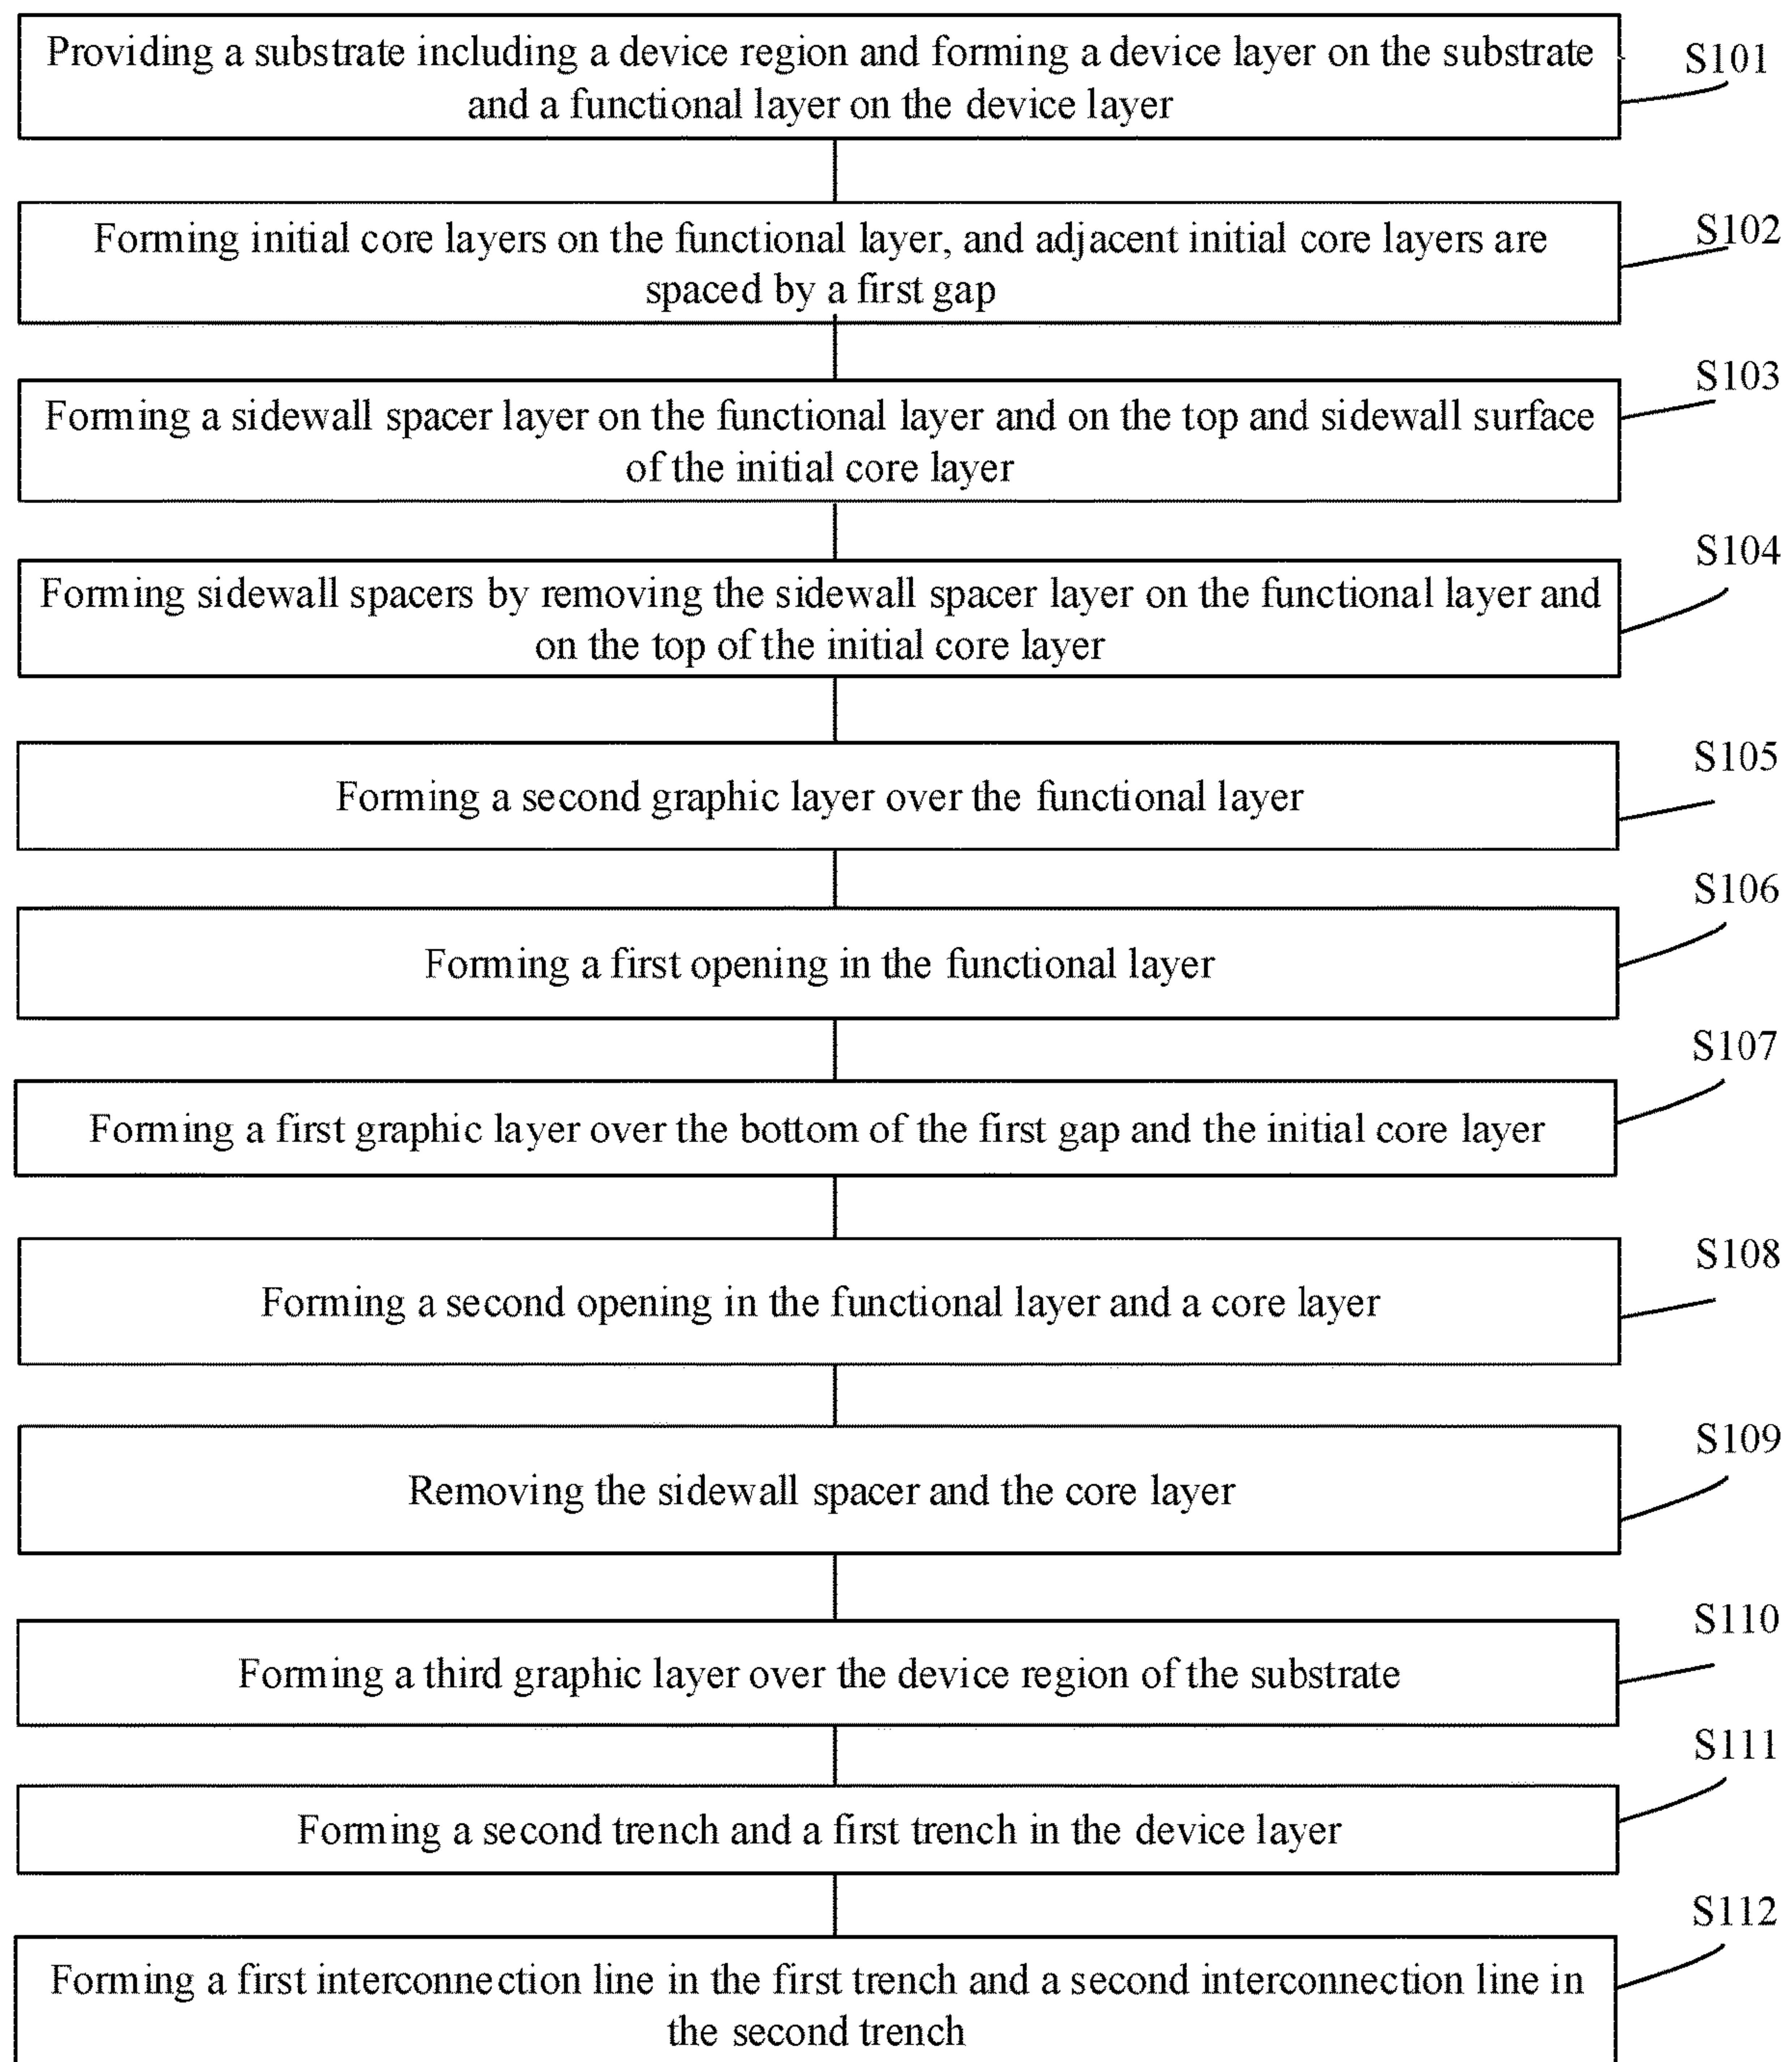 Providing a substrate including a device region and forming a device layer on the substrate
and a functional layer on the device layer
S101
Forming initial core layers on the functional layer, and adjacent initial core layers are
spaced by a first gap
S102
Forming a sidewall spacer layer on the functional layer and on the top and sidewall surface
of the initial core layer
S103
Forming sidewall spacers by removing the sidewall spacer layer on the functional layer and
on the top of the initial core layer
S104
Forming a second graphic layer over the functional layer
S105
Forming a first opening in the functional layer
S106
Forming a first graphic layer over the bottom of the first gap and the initial core layer
S107
Forming a second opening in the functional layer and a core layer
S108
Removing the sidewall spacer and the core layer
S109
Forming a third graphic layer over the device region of the substrate
S110
Forming a second trench and a first trench in the device layer
S111
Forming a first interconnection line in the first trench and a second interconnection line in
the second trench
S112